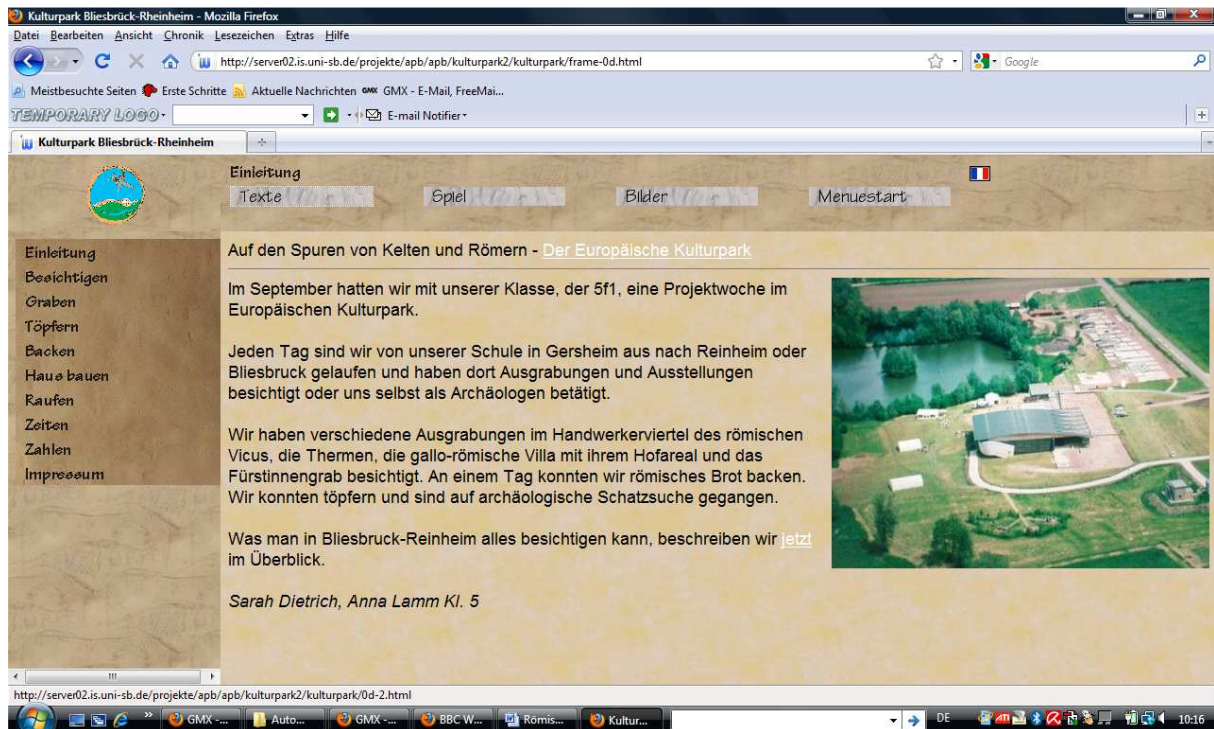 Kulturpark Bliesbrück-Rheinheim - Mozilla Firefox
Datei Bearbeiten Ansicht Chronik Lesezeichen Extras Hilfe
http://server02.is.uni-sb.de/projekte/apb/apb/kulturpark2/kulturpark/frame-0d.html
Google
Meistbesuchte Seiten Erste Schritte Aktuelle Nachrichten GMX GMX - E-Mail, FreeMai...
TEMPORARY LOGO E-mail Notifier
Kulturpark Bliesbrück-Rheinheim
Einleitung
Texte Spiel Bilder Menuestart
Einleitung
Besichtigen
Graben
Töpfern
Backen
Haus bauen
Raufen
Zeiten
Zahlen
Impressum
Auf den Spuren von Kelten und Römern - Der Europäische Kulturpark
Im September hatten wir mit unserer Klasse, der 5f1, eine Projektwoche im
Europäischen Kulturpark.
Jeden Tag sind wir von unserer Schule in Gersheim aus nach Reinheim oder
Bliesbruck gelaufen und haben dort Ausgrabungen und Ausstellungen
besichtigt oder uns selbst als Archäologen betätigt.
Wir haben verschiedene Ausgrabungen im Handwerkerviertel des römischen
Vicus, die Thermen, die gallo-römische Villa mit ihrem Hofareal und das
Fürstinnengrab besichtigt. An einem Tag konnten wir römisches Brot backen.
Wir konnten töpfern und sind auf archäologische Schatzsuche gegangen.
Was man in Bliesbruck-Reinheim alles besichtigen kann, beschreiben wir jetzt
im Überblick.
Sarah Dietrich, Anna Lamm Kl. 5
http://server02.is.uni-sb.de/projekte/apb/apb/kulturpark2/kulturpark/0d-2.html
GMX -... Auto... GMX -... BBC W... Römis... Kultur... DE 10:16